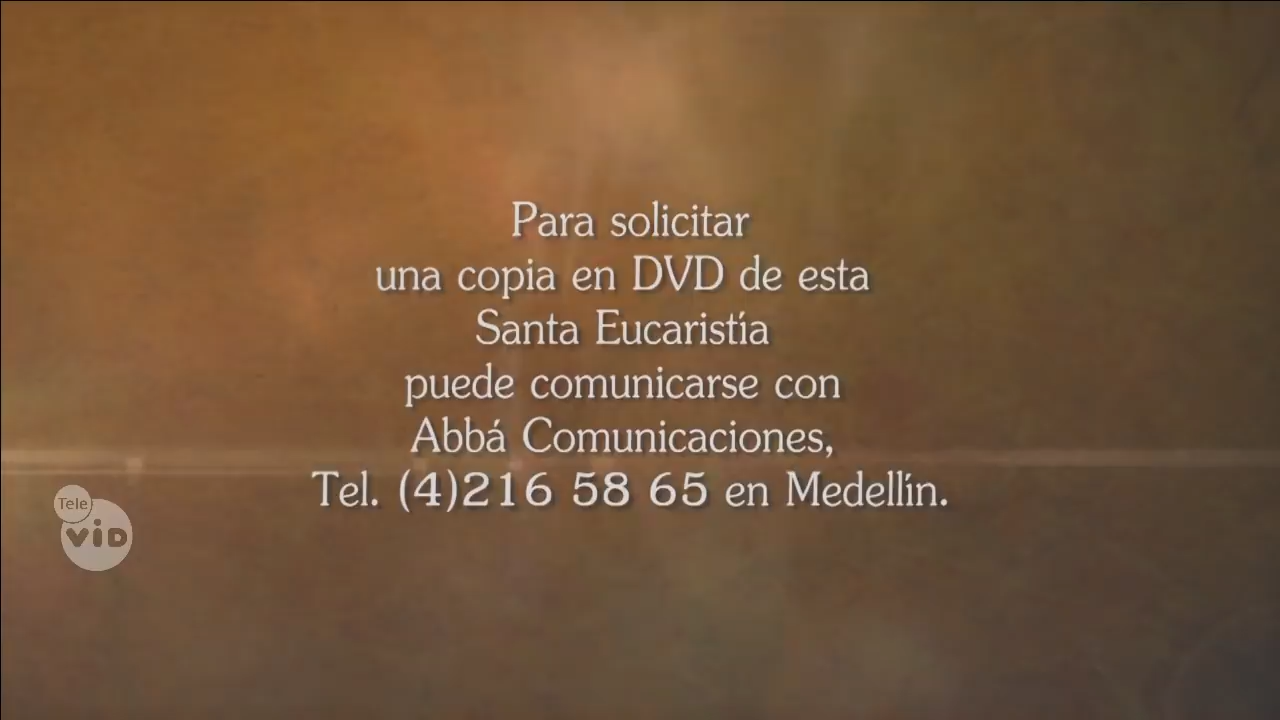 Para solicitar
una copia en DVD de esta
Santa Eucaristía
puede comunicarse con
Abbá Comunicaciones,
Tel. (4)216 58 65 en Medellín.
Tele
viD